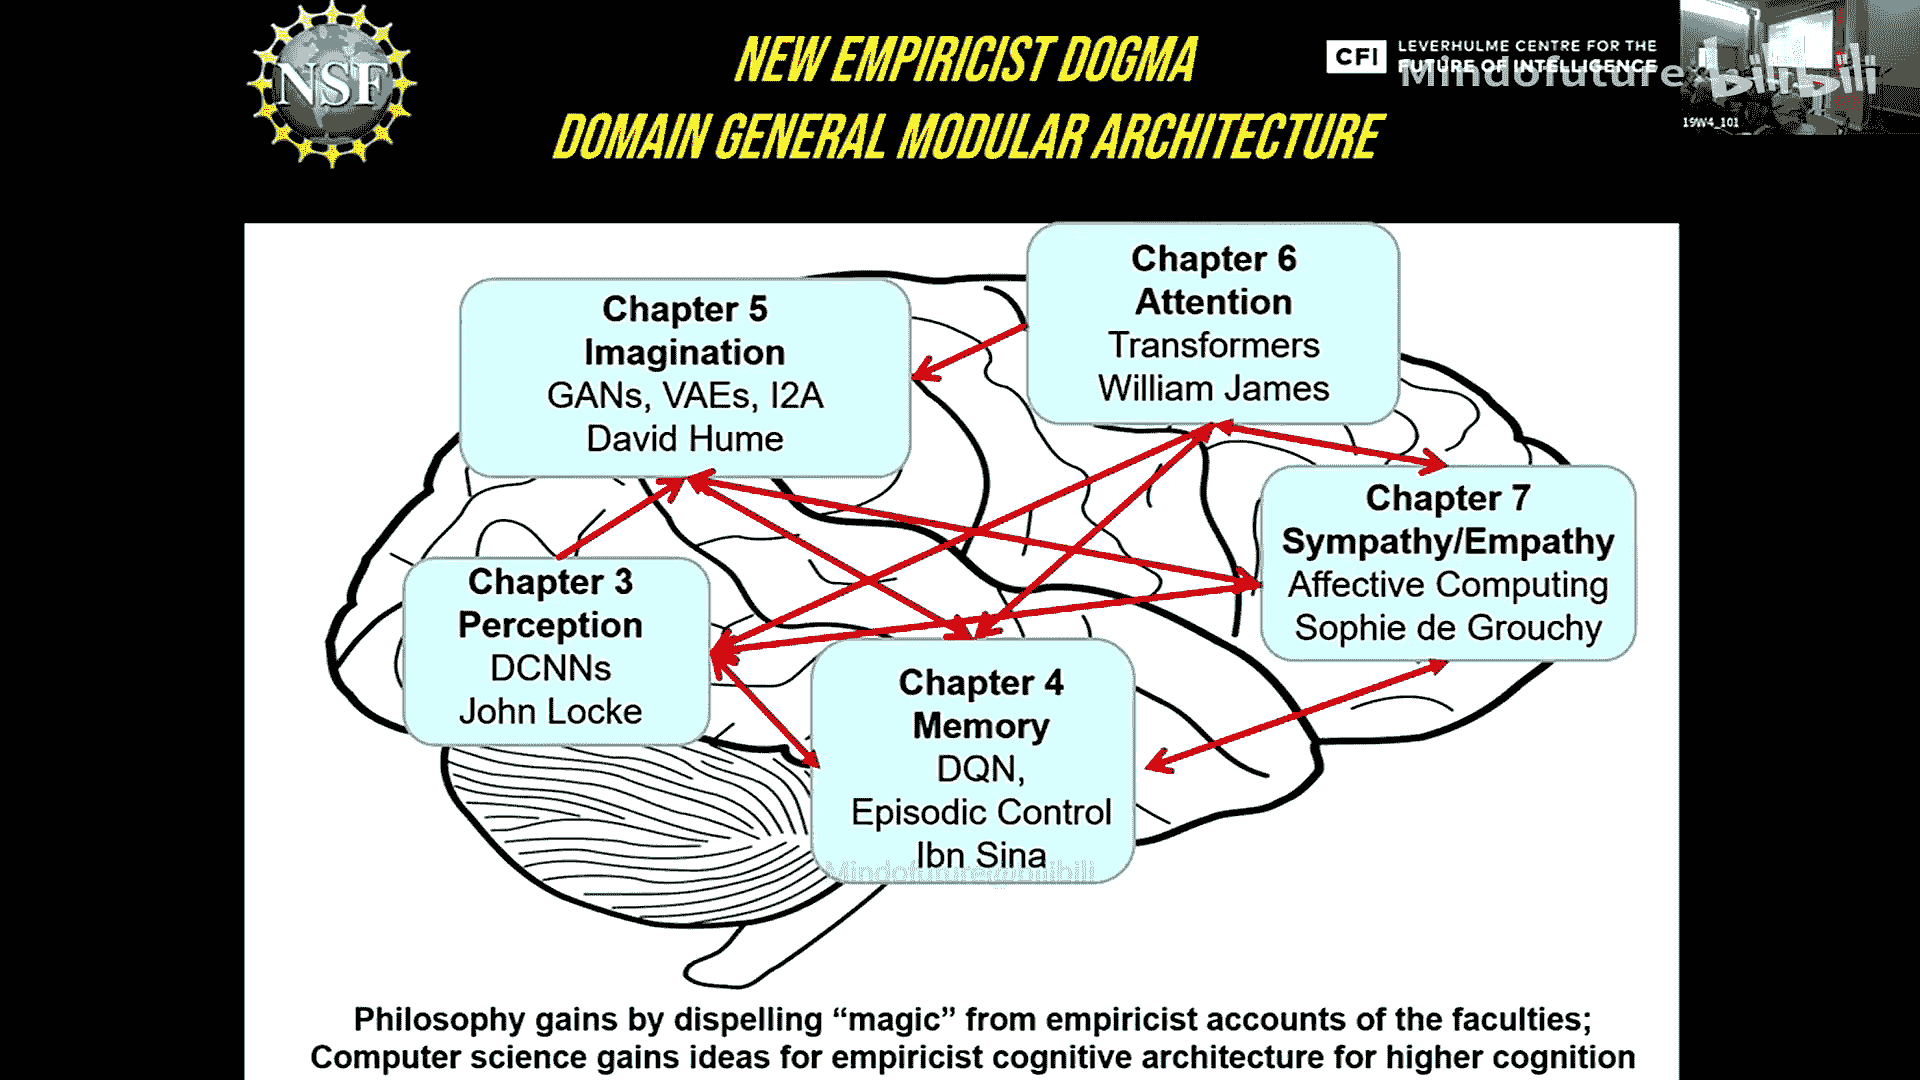 NSF
NEW EMPIRICIST DOGMA
DOMAIN GENERAL MODULAR ARCHITECTURE
CFI
LEVERHULME CENTRE FOR THE
FUTURE OF INTELLIGENCE
Mindofuture
bilibili
19W4_101
Chapter 6
Attention
Transformers
William James
Chapter 5
Imagination
GANs, VAEs, I2A
David Hume
Chapter 7
Sympathy/Empathy
Affective Computing
Sophie de Grouchy
Chapter 3
Perception
DCNNs
John Locke
Chapter 4
Memory
DQN,
Episodic Control
Ibn Sina
Mindofuture@bilibili
Philosophy gains by dispelling “magic” from empiricist accounts of the faculties;
Computer science gains ideas for empiricist cognitive architecture for higher cognition